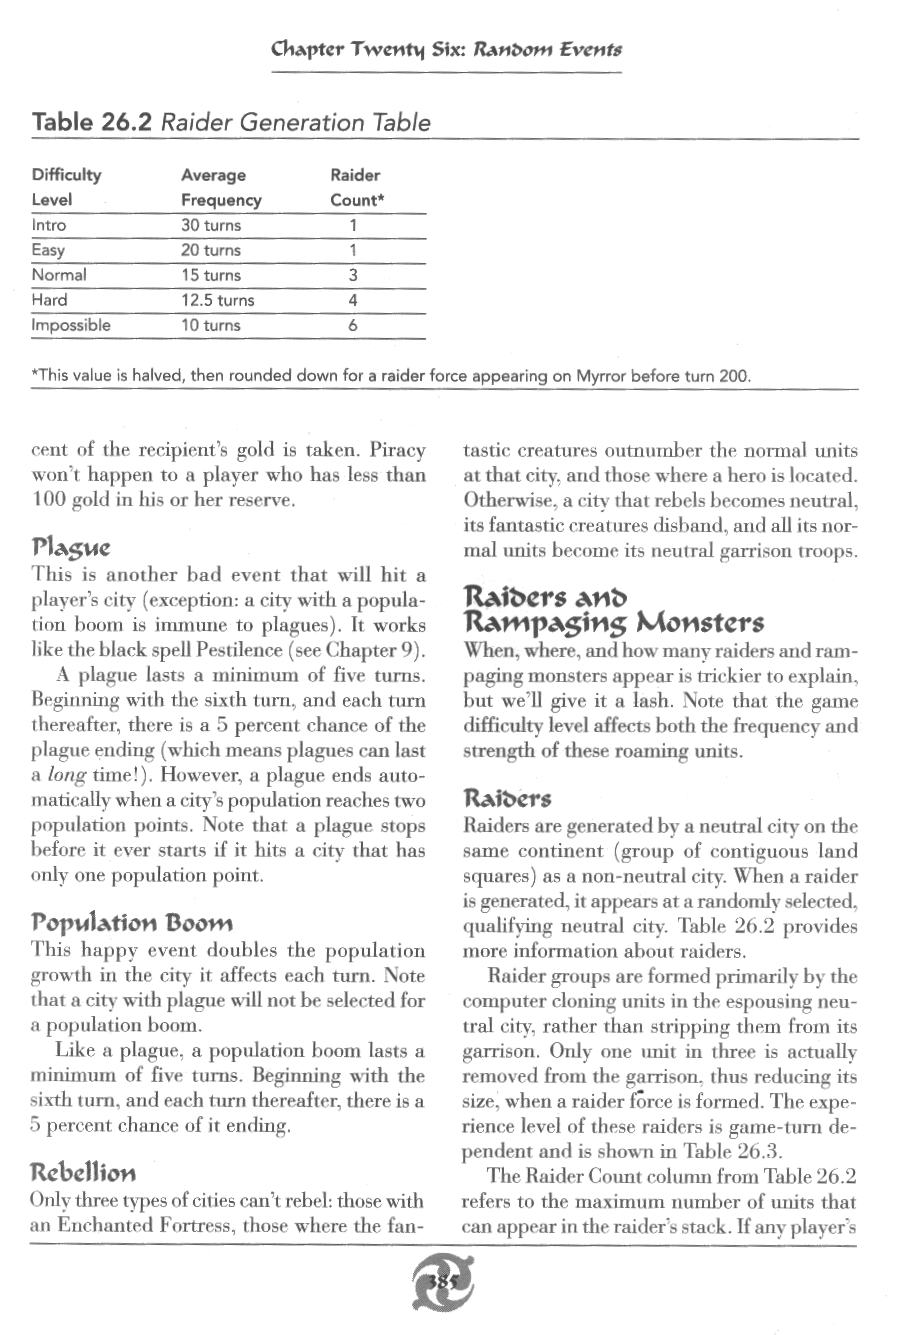 Chapter Twenty Six: Random Events
Table 26.2 Raider Generation Table
Difficulty Average Raider
Level Frequency Count*
Intro 30 turns 1
Easy 20 turns 1
Normal 15 turns 3
Hard 12.5 turns 4
Impossible 10 turns 6
*This value is halved, then rounded down for a raider force appearing on Myrror before turn 200.
cent of the recipient's gold is taken. Piracy
won't happen to a player who has less than
100 gold in his or her reserve.
Plague
This is another bad event that will hit a
player's city (exception: a city with a popula-
tion boom is immune to plagues). It works
like the black spell Pestilence (see Chapter 9).
A plague lasts a minimum of five turns.
Beginning with the sixth turn, and each turn
thereafter, there is a 5 percent chance of the
plague ending (which means plagues can last
a long time!). However, a plague ends auto-
matically when a city's population reaches two
population points. Note that a plague stops
before it ever starts if it hits a city that has
only one population point.
Population Boom
This happy event doubles the population
growth in the city it affects each turn. Note
that a city with plague will not be selected for
a population boom.
Like a plague, a population boom lasts a
minimum of five turns. Beginning with the
sixth turn, and each turn thereafter, there is a
5 percent chance of it ending.
Rebellion
Only three types of cities can't rebel: those with
an Enchanted Fortress, those where the fan-
tastic creatures outnumber the normal units
at that city, and those where a hero is located.
Otherwise, a city that rebels becomes neutral,
its fantastic creatures disband, and all its nor-
mal units become its neutral garrison troops.
Raiders and
Rampaging Monsters
When, where, and how many raiders and ram-
paging monsters appear is trickier to explain,
but we'll give it a lash. Note that the game
difficulty level affects both the frequency and
strength of these roaming units.
Raiders
Raiders are generated by a neutral city on the
same continent (group of contiguous land
squares) as a non-neutral city. When a raider
is generated, it appears at a randomly selected,
qualifying neutral city. Table 26.2 provides
more information about raiders.
Raider groups are formed primarily by the
computer cloning units in the espousing neu-
tral city, rather than stripping them from its
garrison. Only one unit in three is actually
removed from the garrison, thus reducing its
size, when a raider force is formed. The expe-
rience level of these raiders is game-turn de-
pendent and is shown in Table 26.3.
The Raider Count column from Table 26.2
refers to the maximum number of units that
can appear in the raider's stack. If any player's
385